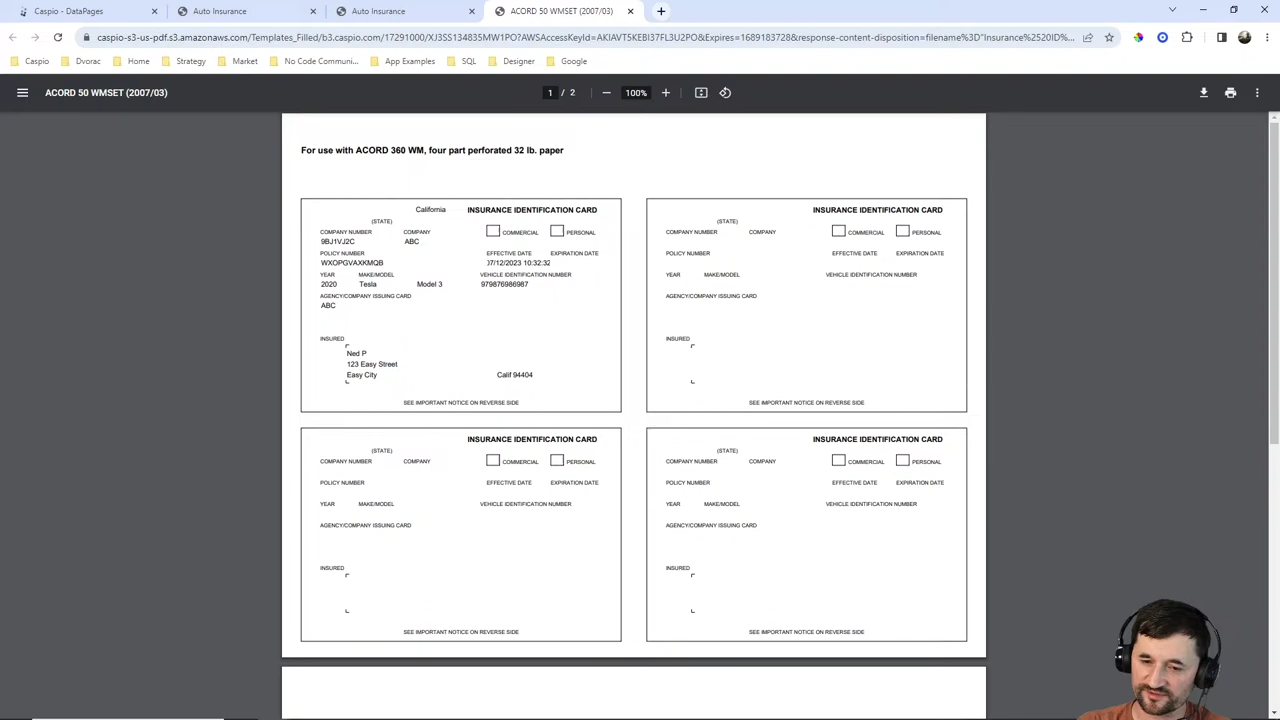 Caspio - DataPages
Auto Insurance
Auto Insurance
ACORD 50 WMSET (2007/03)
caspio-s3-us-pdf.s3.amazonaws.com/Templates_Filled/b3.caspio.com/17291000/XJ3SS134835MW1PO?AWSAccessKeyId=AKIAVT5KEBI37FL3U2PO&Expires=1689183728&response-content-disposition=filename%3D"Insurance%2520ID%...
Caspio
Dvorac
Home
Strategy
Market
No Code Communi...
App Examples
SQL
Designer
Google
ACORD 50 WMSET (2007/03)
1 / 2
100%
For use with ACORD 360 WM, four part perforated 32 lb. paper
California INSURANCE IDENTIFICATION CARD
(STATE)
COMPANY NUMBER COMPANY COMMERCIAL PERSONAL
9BJ1VJ2C ABC
POLICY NUMBER EFFECTIVE DATE EXPIRATION DATE
WXOPGVAXKMQB 07/12/2023 10:32:32
YEAR MAKE/MODEL VEHICLE IDENTIFICATION NUMBER
2020 Tesla Model 3 979876986987
AGENCY/COMPANY ISSUING CARD
ABC
INSURED
Ned P
123 Easy Street
Easy City Calif 94404
SEE IMPORTANT NOTICE ON REVERSE SIDE
INSURANCE IDENTIFICATION CARD
(STATE)
COMPANY NUMBER COMPANY COMMERCIAL PERSONAL
POLICY NUMBER EFFECTIVE DATE EXPIRATION DATE
YEAR MAKE/MODEL VEHICLE IDENTIFICATION NUMBER
AGENCY/COMPANY ISSUING CARD
INSURED
SEE IMPORTANT NOTICE ON REVERSE SIDE
INSURANCE IDENTIFICATION CARD
(STATE)
COMPANY NUMBER COMPANY COMMERCIAL PERSONAL
POLICY NUMBER EFFECTIVE DATE EXPIRATION DATE
YEAR MAKE/MODEL VEHICLE IDENTIFICATION NUMBER
AGENCY/COMPANY ISSUING CARD
INSURED
SEE IMPORTANT NOTICE ON REVERSE SIDE
INSURANCE IDENTIFICATION CARD
(STATE)
COMPANY NUMBER COMPANY COMMERCIAL PERSONAL
POLICY NUMBER EFFECTIVE DATE EXPIRATION DATE
YEAR MAKE/MODEL VEHICLE IDENTIFICATION NUMBER
AGENCY/COMPANY ISSUING CARD
INSURED
SEE IMPORTANT NOTICE ON REVERSE SIDE